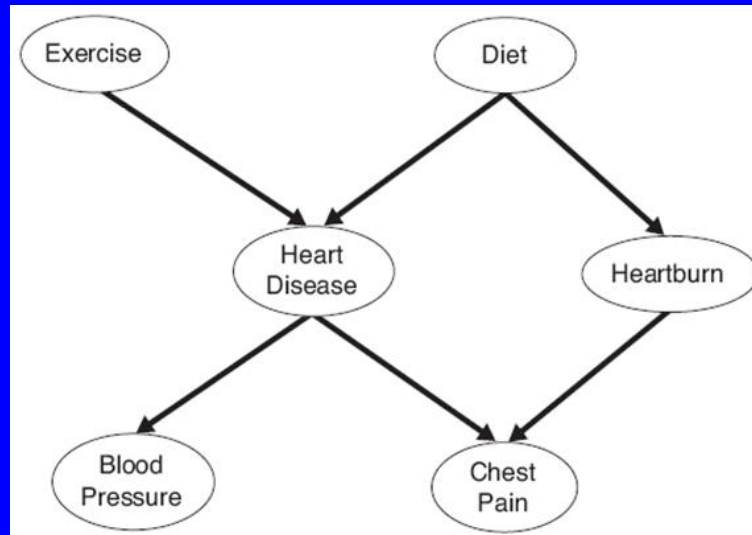 Exercise
Diet
Heart
Disease
Heartburn
Blood
Pressure
Chest
Pain